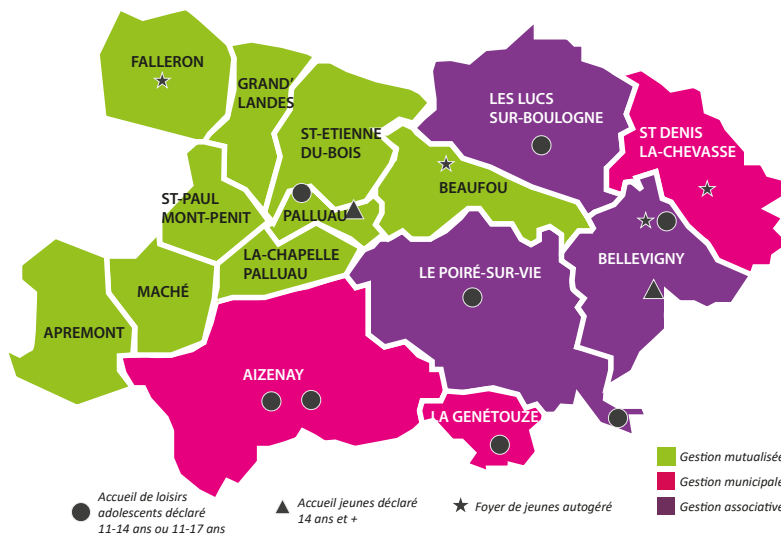 FALLERON
GRAND'
LANDES
LES LUCS
SUR-BOULOGNE
ST-ETIENNE
DU-BOIS
ST DENIS
LA-CHEVASSE
BEAUFOU
ST-PAUL
MONT-PENIT
PALLUAU
LA-CHAPELLE
PALLUAU
LE POIRÉ-SUR-VIE
BELLEVIGNY
MACHÉ
APREMONT
AIZENAY
LA GENÉTOUZE
Gestion mutualisée
Gestion municipale
Gestion associative
Accueil de loisirs
adolescents déclaré
11-14 ans ou 11-17 ans
Accueil jeunes déclaré
14 ans et +
Foyer de jeunes autogéré